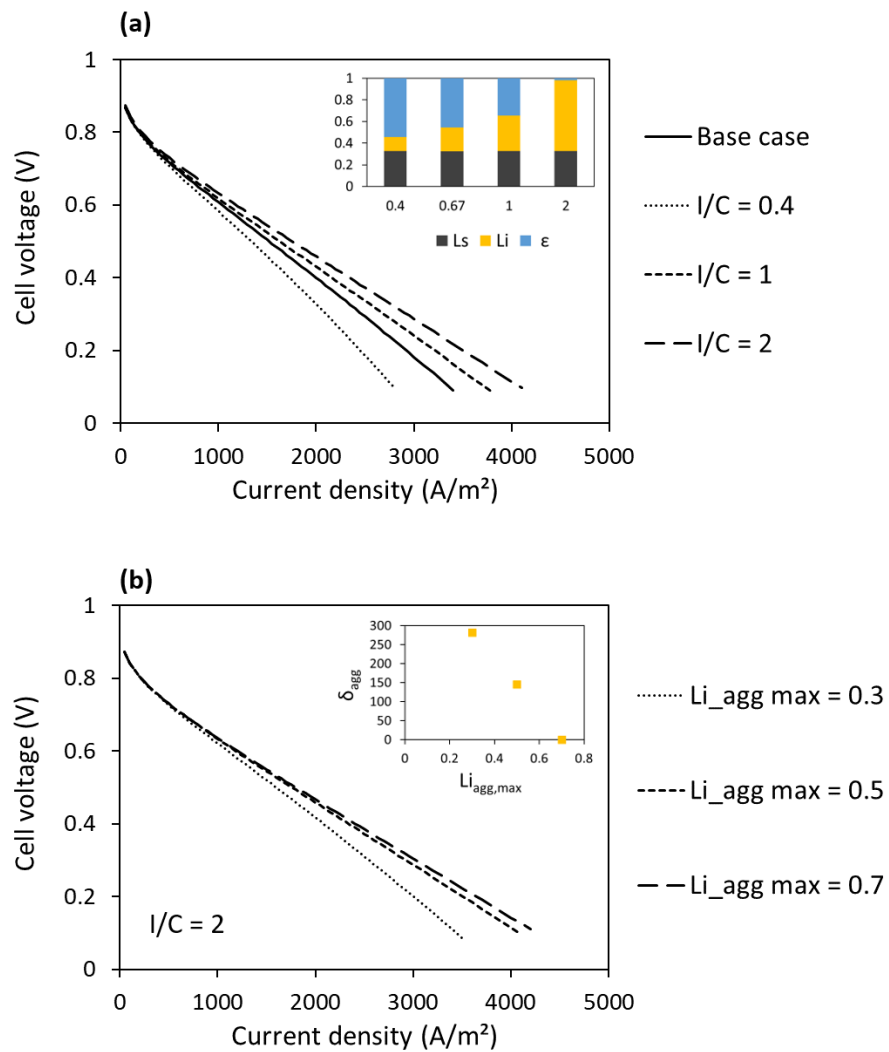 (a)
1
0.8
0.6
0.4
0.2
0
Cell voltage (V)
0 1000 2000 3000 4000 5000
Current density (A/m²)
1
0.8
0.6
0.4
0.2
0
0.4 0.67 1 2
Ls Li ε
Base case
I/C = 0.4
I/C = 1
I/C = 2
(b)
1
0.8
0.6
0.4
0.2
0
Cell voltage (V)
0 1000 2000 3000 4000 5000
Current density (A/m²)
I/C = 2
300
250
200
150
100
50
0
δagg
0 0.2 0.4 0.6 0.8
Liagg,max
Li_agg max = 0.3
Li_agg max = 0.5
Li_agg max = 0.7